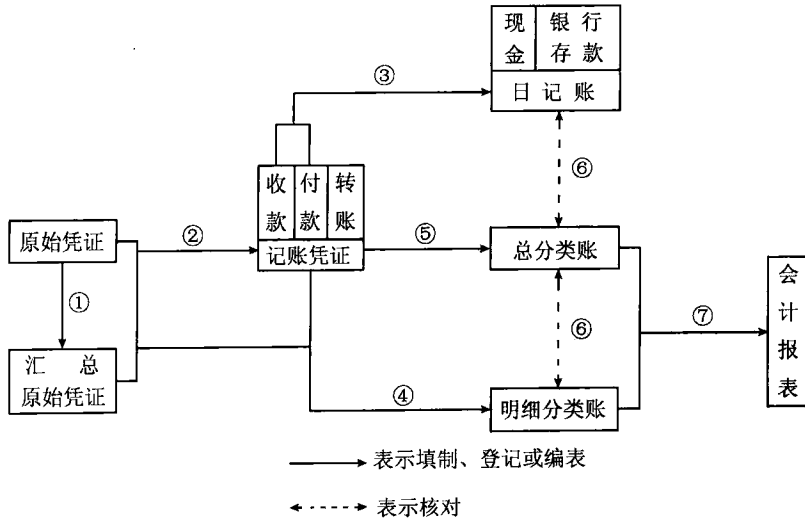 现金
银行存款
日记账
③
收款
付款
转账
记账凭证
⑥
原始凭证
②
⑤
总分类账
①
⑥
⑦
会计报表
汇总
原始凭证
④
明细分类账
表示填制、登记或编表
表示核对